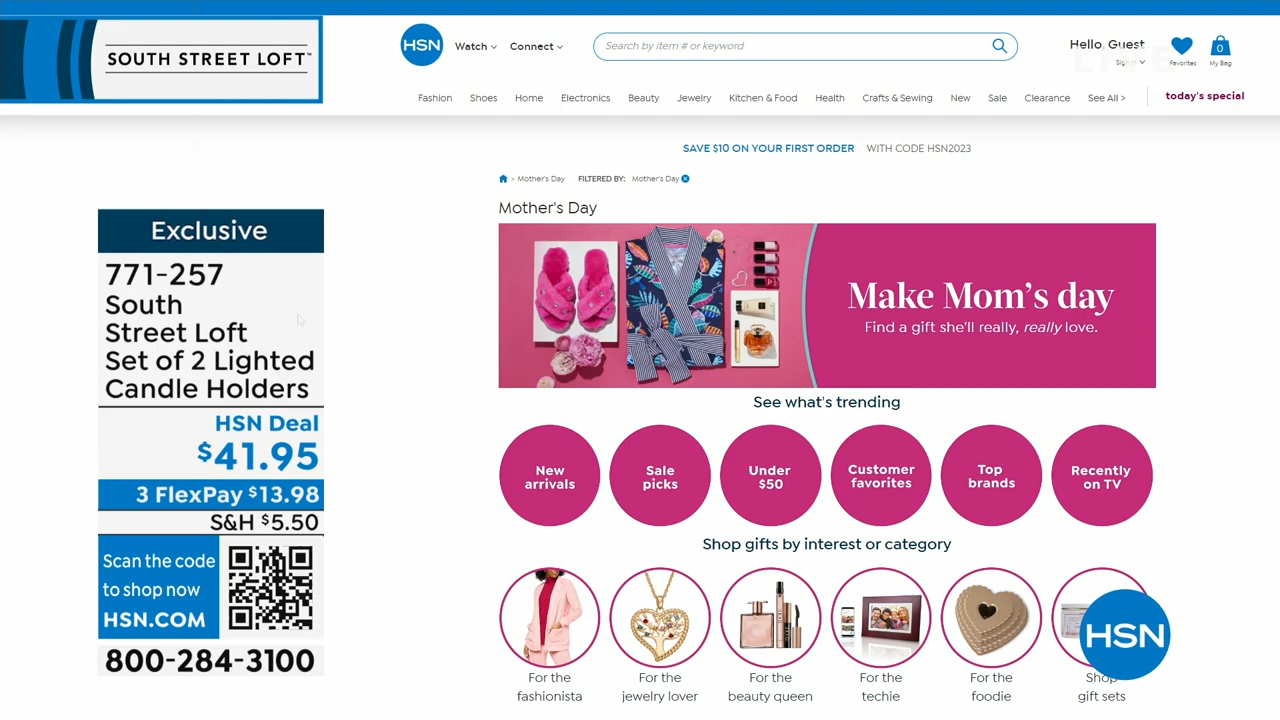 SOUTH STREET LOFT™
HSN
Watch
Connect
Search by item # or keyword
Hello, Guest
Sign in
Favorites
0
My Bag
LIVE
Fashion
Shoes
Home
Electronics
Beauty
Jewelry
Kitchen & Food
Health
Crafts & Sewing
New
Sale
Clearance
See All >
today's special
SAVE $10 ON YOUR FIRST ORDER WITH CODE HSN2023
> Mother's Day FILTERED BY: Mother's Day
Mother's Day
Make Mom's day
Find a gift she'll really, really love.
See what's trending
New
arrivals
Sale
picks
Under
$50
Customer
favorites
Top
brands
Recently
on TV
Shop gifts by interest or category
For the
fashionista
For the
jewelry lover
For the
beauty queen
For the
techie
For the
foodie
Shop
gift sets
HSN
Exclusive
771-257
South
Street Loft
Set of 2 Lighted
Candle Holders
HSN Deal
$41.95
3 FlexPay $13.98
S&H $5.50
Scan the code
to shop now
HSN.COM
800-284-3100